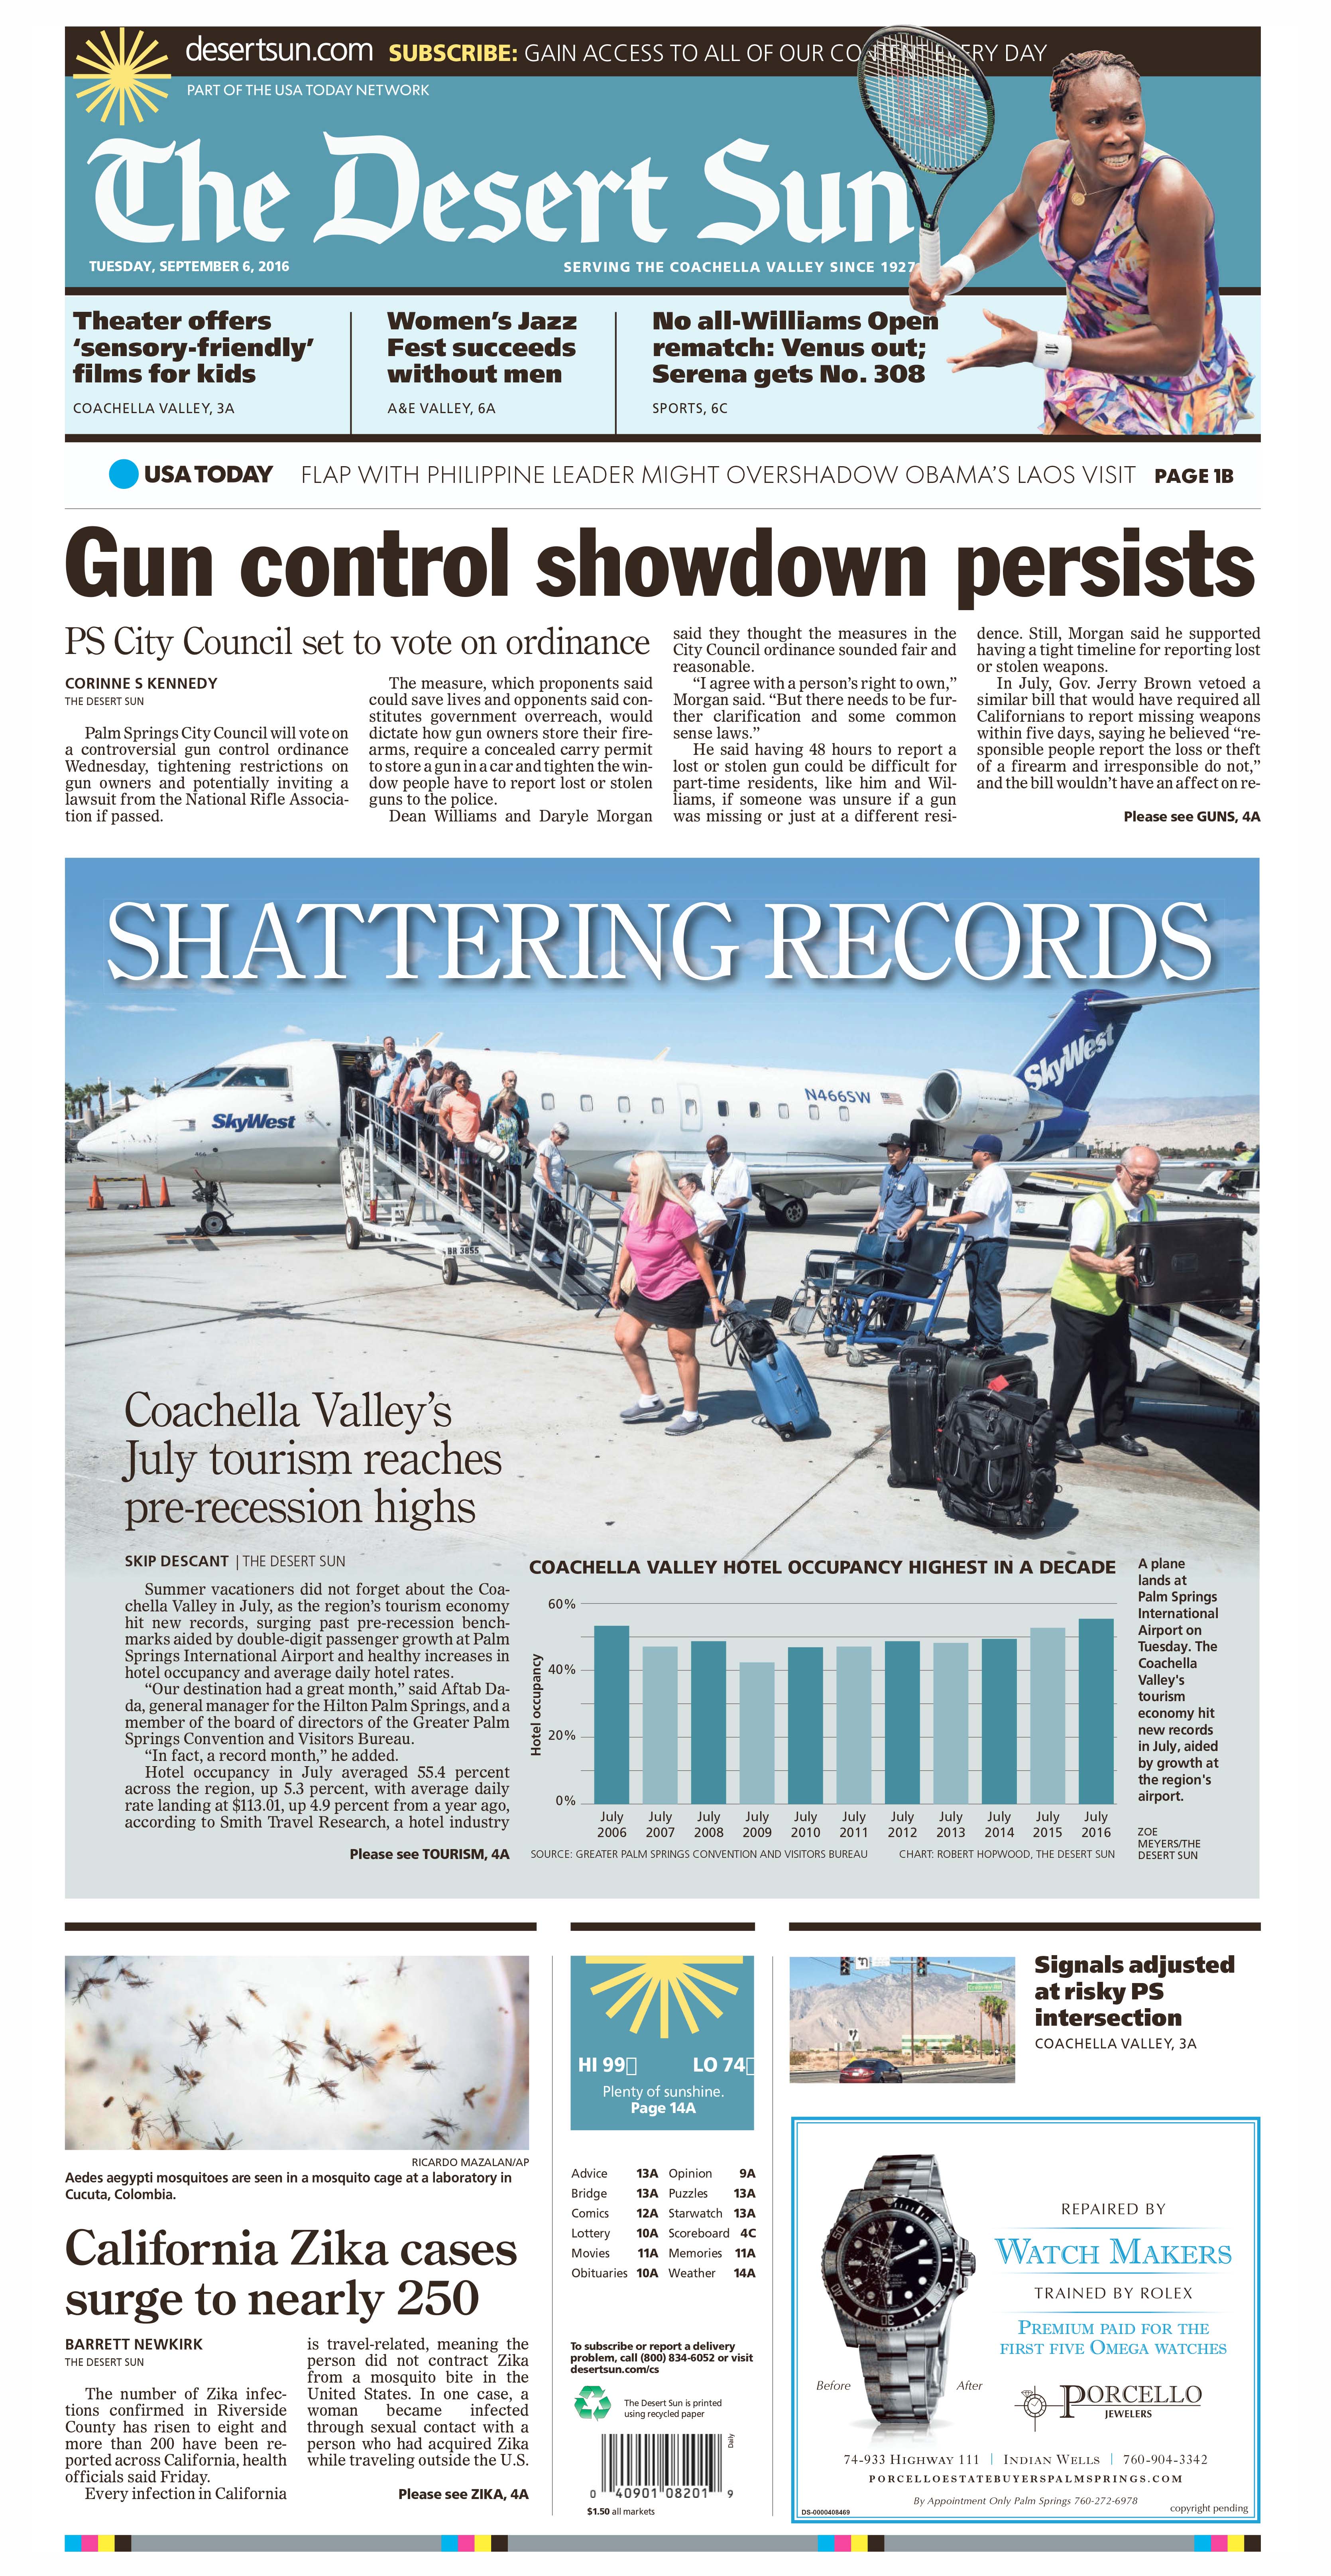 desertsun.com SUBSCRIBE: GAIN ACCESS TO ALL OF OUR CONTENT EVERY DAY
PART OF THE USA TODAY NETWORK
The Desert Sun
TUESDAY, SEPTEMBER 6, 2016
SERVING THE COACHELLA VALLEY SINCE 1927
Theater offers
‘sensory-friendly’
films for kids
COACHELLA VALLEY, 3A
Women’s Jazz
Fest succeeds
without men
A&E VALLEY, 6A
No all-Williams Open
rematch: Venus out;
Serena gets No. 308
SPORTS, 6C
USA TODAY FLAP WITH PHILIPPINE LEADER MIGHT OVERSHADOW OBAMA’S LAOS VISIT PAGE 1B
Gun control showdown persists
PS City Council set to vote on ordinance
CORINNE S KENNEDY
THE DESERT SUN
Palm Springs City Council will vote on
a controversial gun control ordinance
Wednesday, tightening restrictions on
gun owners and potentially inviting a
lawsuit from the National Rifle Associa-
tion if passed.
The measure, which proponents said
could save lives and opponents said con-
stitutes government overreach, would
dictate how gun owners store their fire-
arms, require a concealed carry permit
to store a gun in a car and tighten the win-
dow people have to report lost or stolen
guns to the police.
Dean Williams and Daryle Morgan
said they thought the measures in the
City Council ordinance sounded fair and
reasonable.
“I agree with a person’s right to own,”
Morgan said. “But there needs to be fur-
ther clarification and some common
sense laws.”
He said having 48 hours to report a
lost or stolen gun could be difficult for
part-time residents, like him and Wil-
liams, if someone was unsure if a gun
was missing or just at a different resi-
dence. Still, Morgan said he supported
having a tight timeline for reporting lost
or stolen weapons.
In July, Gov. Jerry Brown vetoed a
similar bill that would have required all
Californians to report missing weapons
within five days, saying he believed “re-
sponsible people report the loss or theft
of a firearm and irresponsible do not,”
and the bill wouldn’t have an affect on re-
Please see GUNS, 4A
SHATTERING RECORDS
SkyWest
N466SW
SkyWest
BR 3855
Coachella Valley’s
July tourism reaches
pre-recession highs
SKIP DESCANT | THE DESERT SUN
Summer vacationers did not forget about the Coa-
chella Valley in July, as the region’s tourism economy
hit new records, surging past pre-recession bench-
marks aided by double-digit passenger growth at Palm
Springs International Airport and healthy increases in
hotel occupancy and average daily hotel rates.
“Our destination had a great month,” said Aftab Da-
da, general manager for the Hilton Palm Springs, and a
member of the board of directors of the Greater Palm
Springs Convention and Visitors Bureau.
“In fact, a record month,” he added.
Hotel occupancy in July averaged 55.4 percent
across the region, up 5.3 percent, with average daily
rate landing at $113.01, up 4.9 percent from a year ago,
according to Smith Travel Research, a hotel industry
Please see TOURISM, 4A
COACHELLA VALLEY HOTEL OCCUPANCY HIGHEST IN A DECADE
Hotel occupancy
60%
40%
20%
0%
July 2006
July 2007
July 2008
July 2009
July 2010
July 2011
July 2012
July 2013
July 2014
July 2015
July 2016
SOURCE: GREATER PALM SPRINGS CONVENTION AND VISITORS BUREAU
CHART: ROBERT HOPWOOD, THE DESERT SUN
A plane
lands at
Palm Springs
International
Airport on
Tuesday. The
Coachella
Valley's
tourism
economy hit
new records
in July, aided
by growth at
the region's
airport.
ZOE
MEYERS/THE
DESERT SUN
RICARDO MAZALAN/AP
Aedes aegypti mosquitoes are seen in a mosquito cage at a laboratory in
Cucuta, Colombia.
California Zika cases
surge to nearly 250
BARRETT NEWKIRK
THE DESERT SUN
The number of Zika infec-
tions confirmed in Riverside
County has risen to eight and
more than 200 have been re-
ported across California, health
officials said Friday.
Every infection in California
is travel-related, meaning the
person did not contract Zika
from a mosquito bite in the
United States. In one case, a
woman became infected
through sexual contact with a
person who had acquired Zika
while traveling outside the U.S.
Please see ZIKA, 4A
HI 99 LO 74
Plenty of sunshine.
Page 14A
Advice 13A
Bridge 13A
Comics 12A
Lottery 10A
Movies 11A
Obituaries 10A
Opinion 9A
Puzzles 13A
Starwatch 13A
Scoreboard 4C
Memories 11A
Weather 14A
To subscribe or report a delivery
problem, call (800) 834-6052 or visit
desertsun.com/cs
The Desert Sun is printed
using recycled paper
Daily
0 40901 08201 9
$1.50 all markets
Signals adjusted
at risky PS
intersection
COACHELLA VALLEY, 3A
REPAIRED BY
WATCH MAKERS
TRAINED BY ROLEX
PREMIUM PAID FOR THE
FIRST FIVE OMEGA WATCHES
Before
After
PORCELLO
JEWELERS
74-933 HIGHWAY 111 | INDIAN WELLS | 760-904-3342
PORCELLOESTATEBUYERSPALMSPRINGS.COM
By Appointment Only Palm Springs 760-272-6978
DS-0000408469
copyright pending